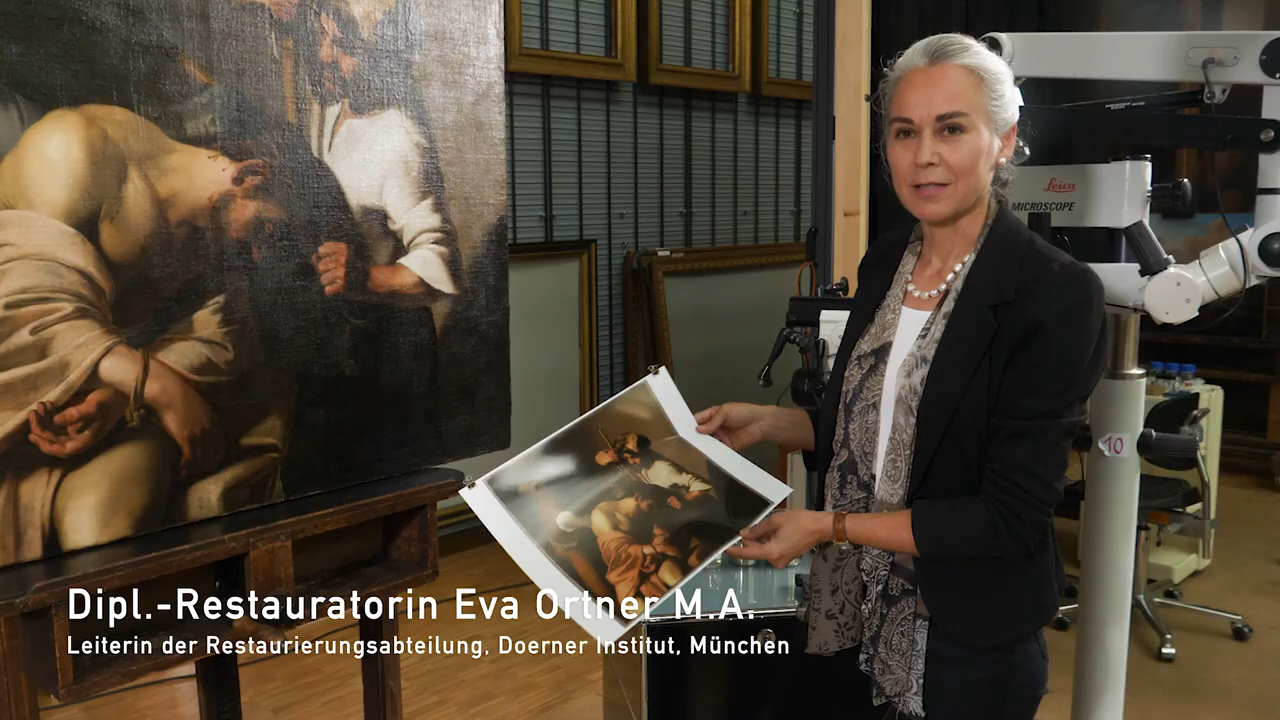 Leica
MICROSCOPE
10
Dipl.-Restauratorin Eva Ortner M.A.
Leiterin der Restaurierungsabteilung, Doerner Institut, München